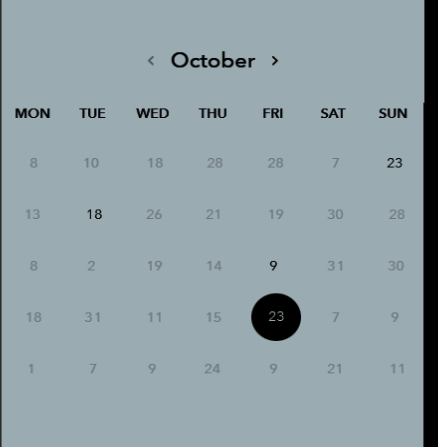 ‹ October ›
MON TUE WED THU FRI SAT SUN
8 10 18 28 28 7 23
13 18 26 21 19 30 28
8 2 19 14 9 31 30
18 31 11 15 23 7 9
1 7 9 24 9 21 11